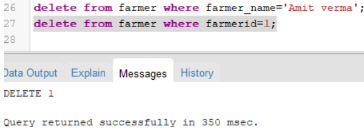 26 delete from farmer where farmer_name='Amit verma';
27 delete from farmer where farmerid=1;
28
Data Output Explain Messages History
DELETE 1
Query returned successfully in 350 msec.